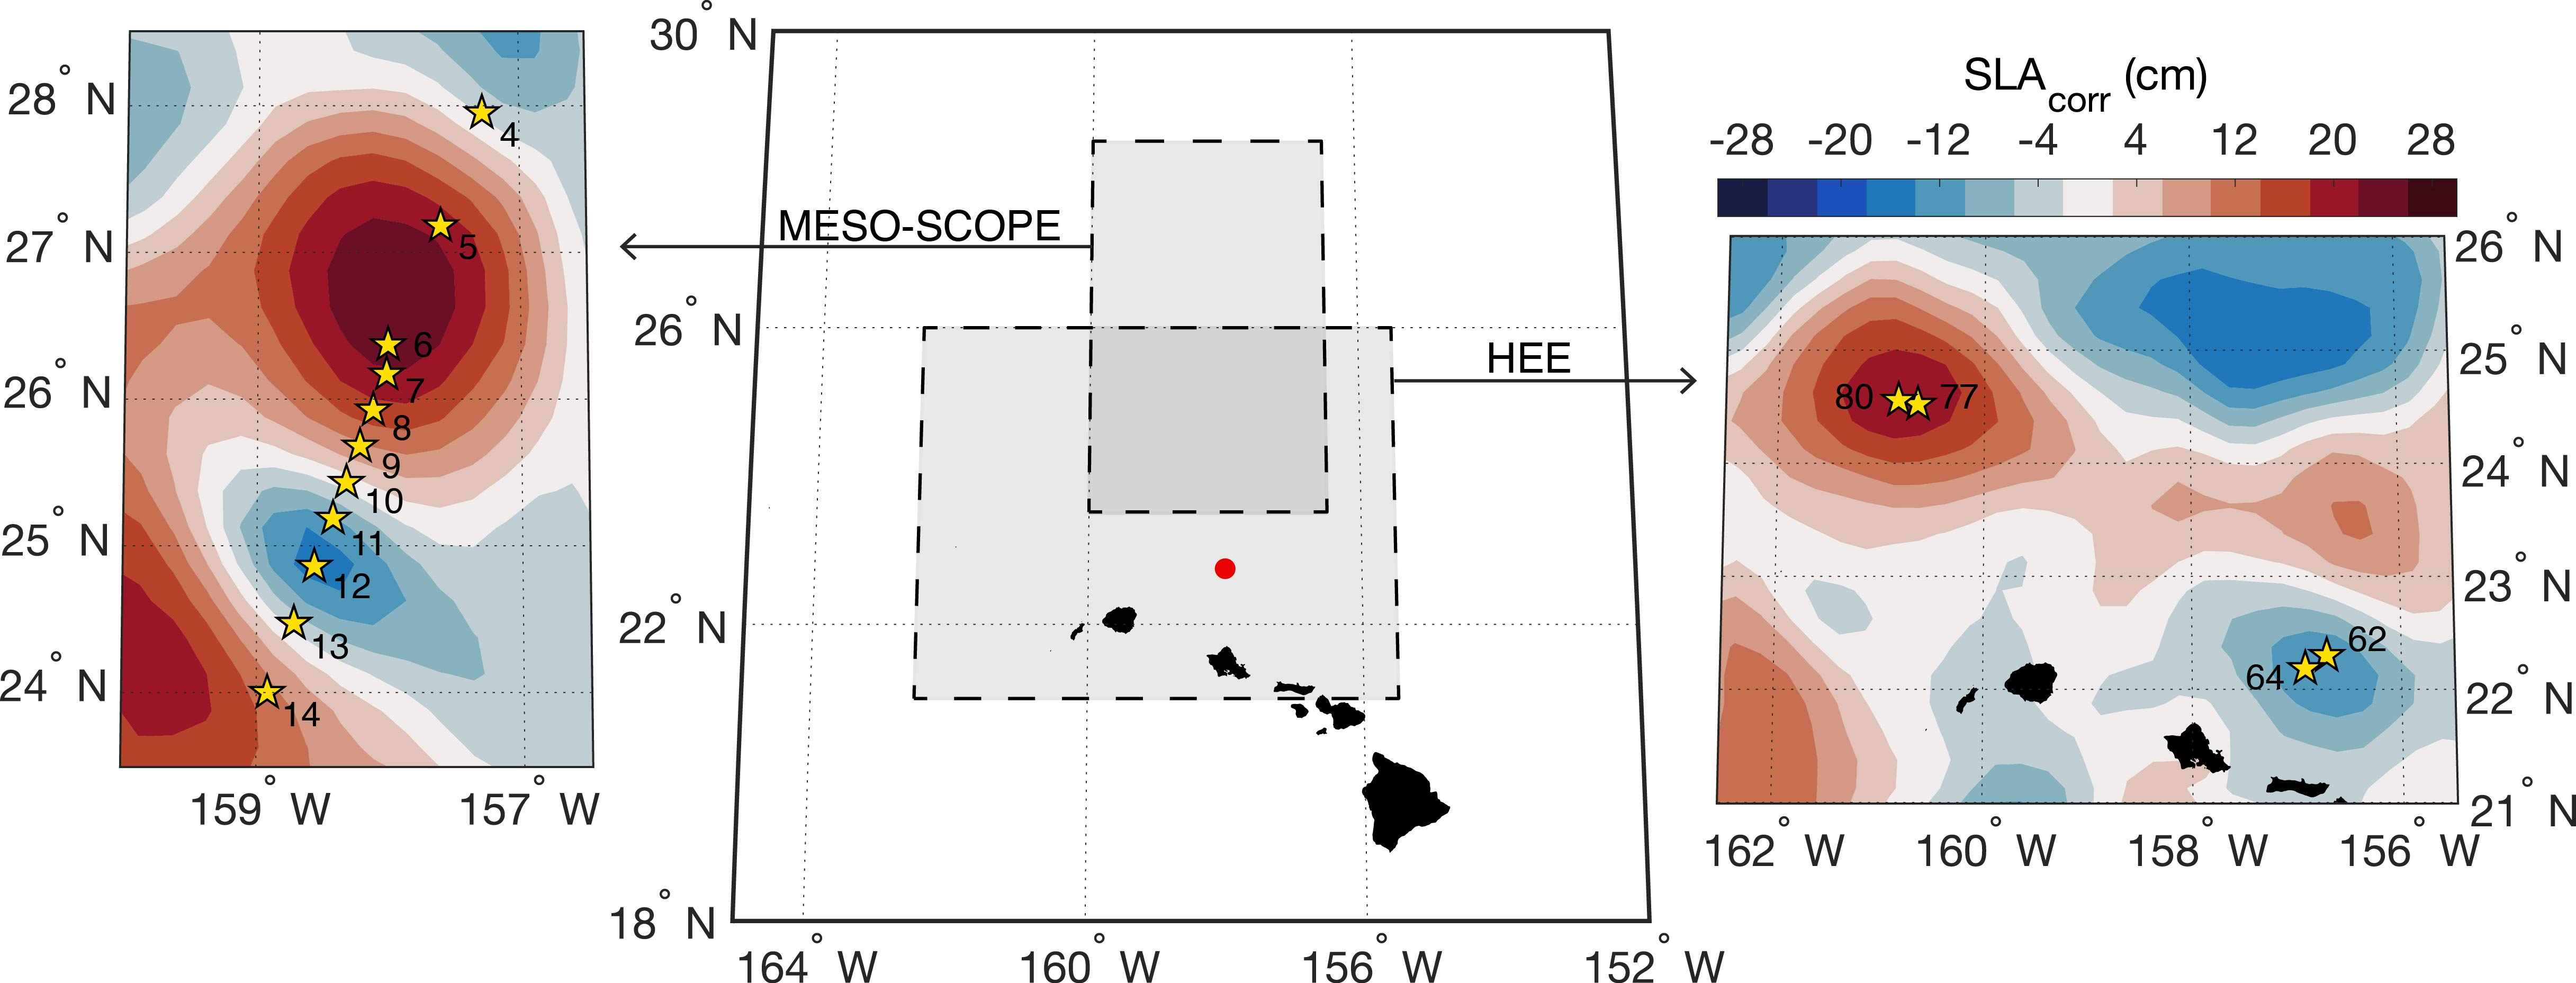 28° N
27° N
26° N
25° N
24° N
159° W
157° W
4
5
6
7
8
9
10
11
12
13
14
30° N
26° N
22° N
18° N
164° W
160° W
156° W
152° W
MESO-SCOPE
HEE
SLA corr (cm)
-28 -20 -12 -4 4 12 20 28
26° N
25° N
24° N
23° N
22° N
21° N
162° W
160° W
158° W
156° W
80
77
62
64